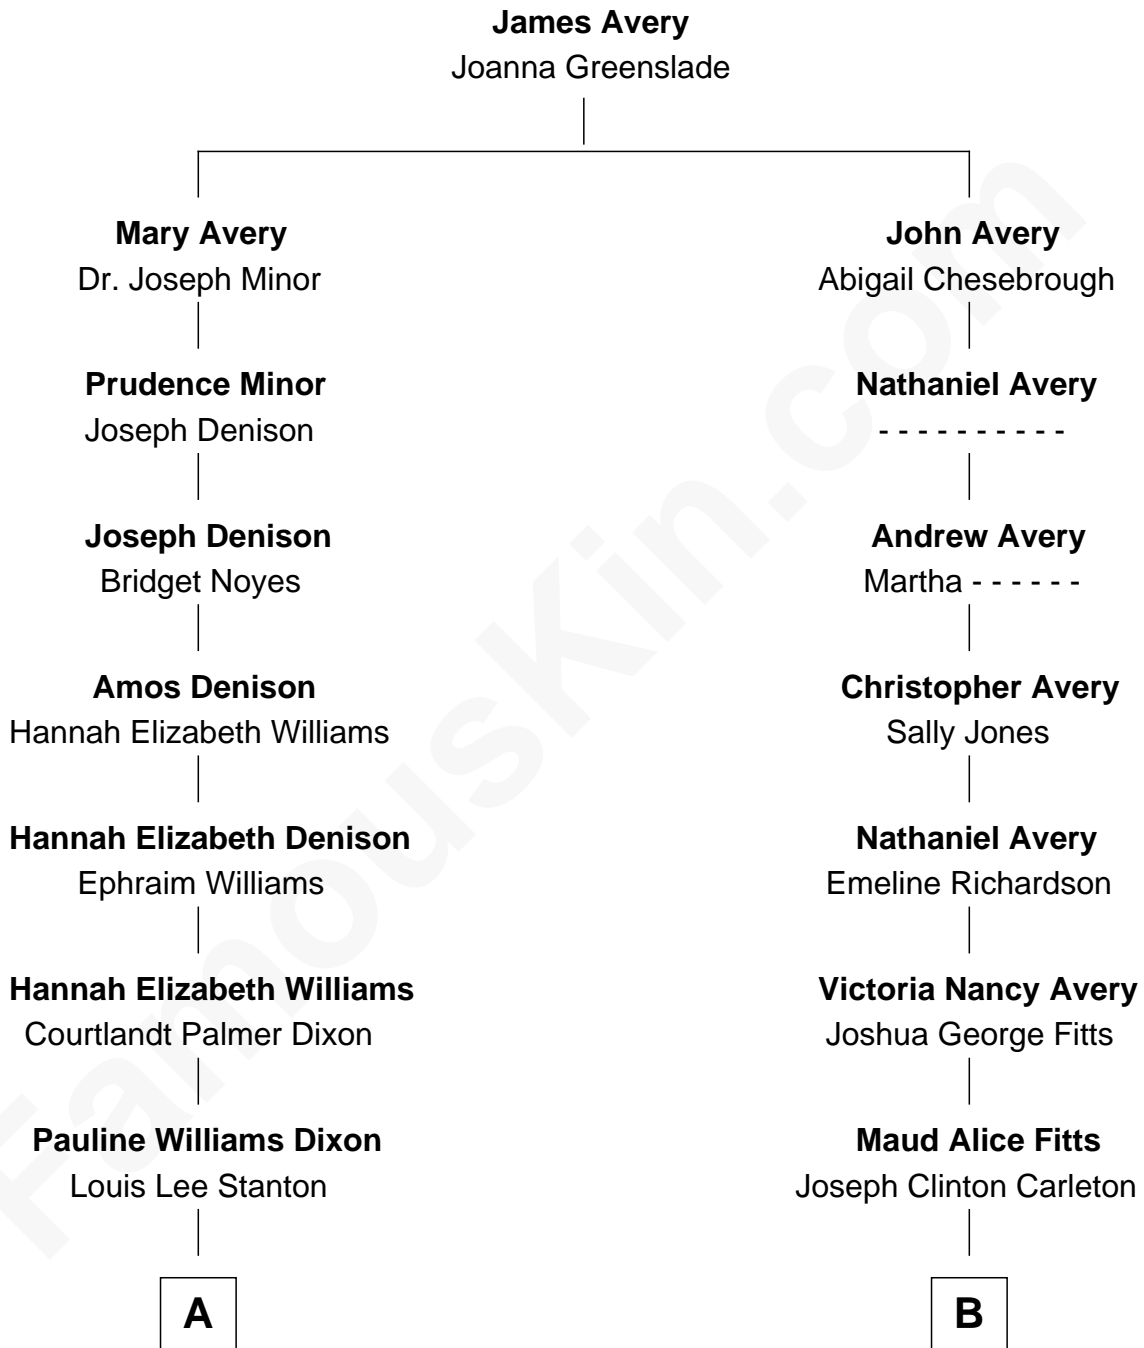 James Avery
Joanna Greenslade
Mary Avery
Dr. Joseph Minor
John Avery
Abigail Chesebrough
Prudence Minor
Joseph Denison
Nathaniel Avery
- - - - - - - - - -
Joseph Denison
Bridget Noyes
Andrew Avery
Martha - - - - - -
Amos Denison
Hannah Elizabeth Williams
Christopher Avery
Sally Jones
Hannah Elizabeth Denison
Ephraim Williams
Nathaniel Avery
Emeline Richardson
Hannah Elizabeth Williams
Courtlandt Palmer Dixon
Victoria Nancy Avery
Joshua George Fitts
Pauline Williams Dixon
Louis Lee Stanton
Maud Alice Fitts
Joseph Clinton Carleton
A
B
FamousKin.com